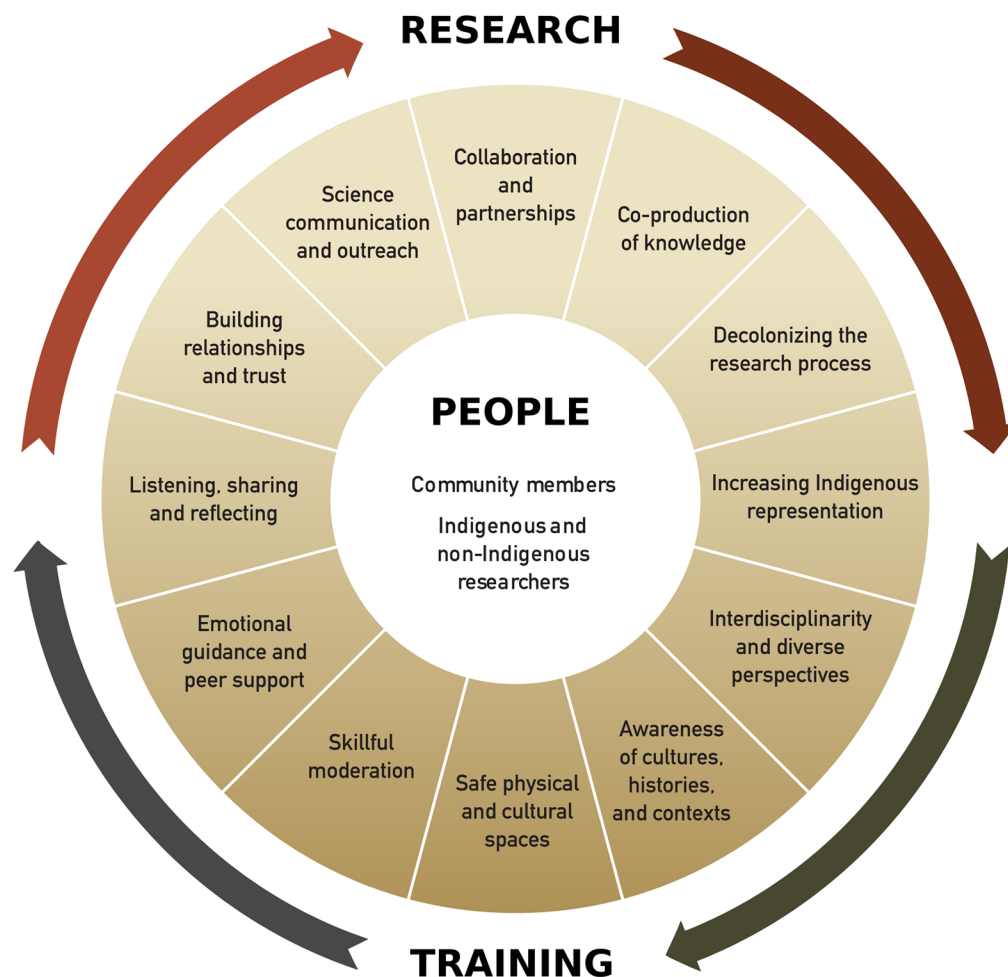 RESEARCH
Collaboration
and
partnerships
Co-production
of knowledge
Decolonizing the
research process
Increasing Indigenous
representation
Interdisciplinarity
and diverse
perspectives
Awareness
of cultures,
histories,
and contexts
Safe physical
and cultural
spaces
Skillful
moderation
Emotional
guidance and
peer support
Listening, sharing
and reflecting
Building
relationships
and trust
Science
communication
and outreach
PEOPLE
Community members
Indigenous and
non-Indigenous
researchers
TRAINING